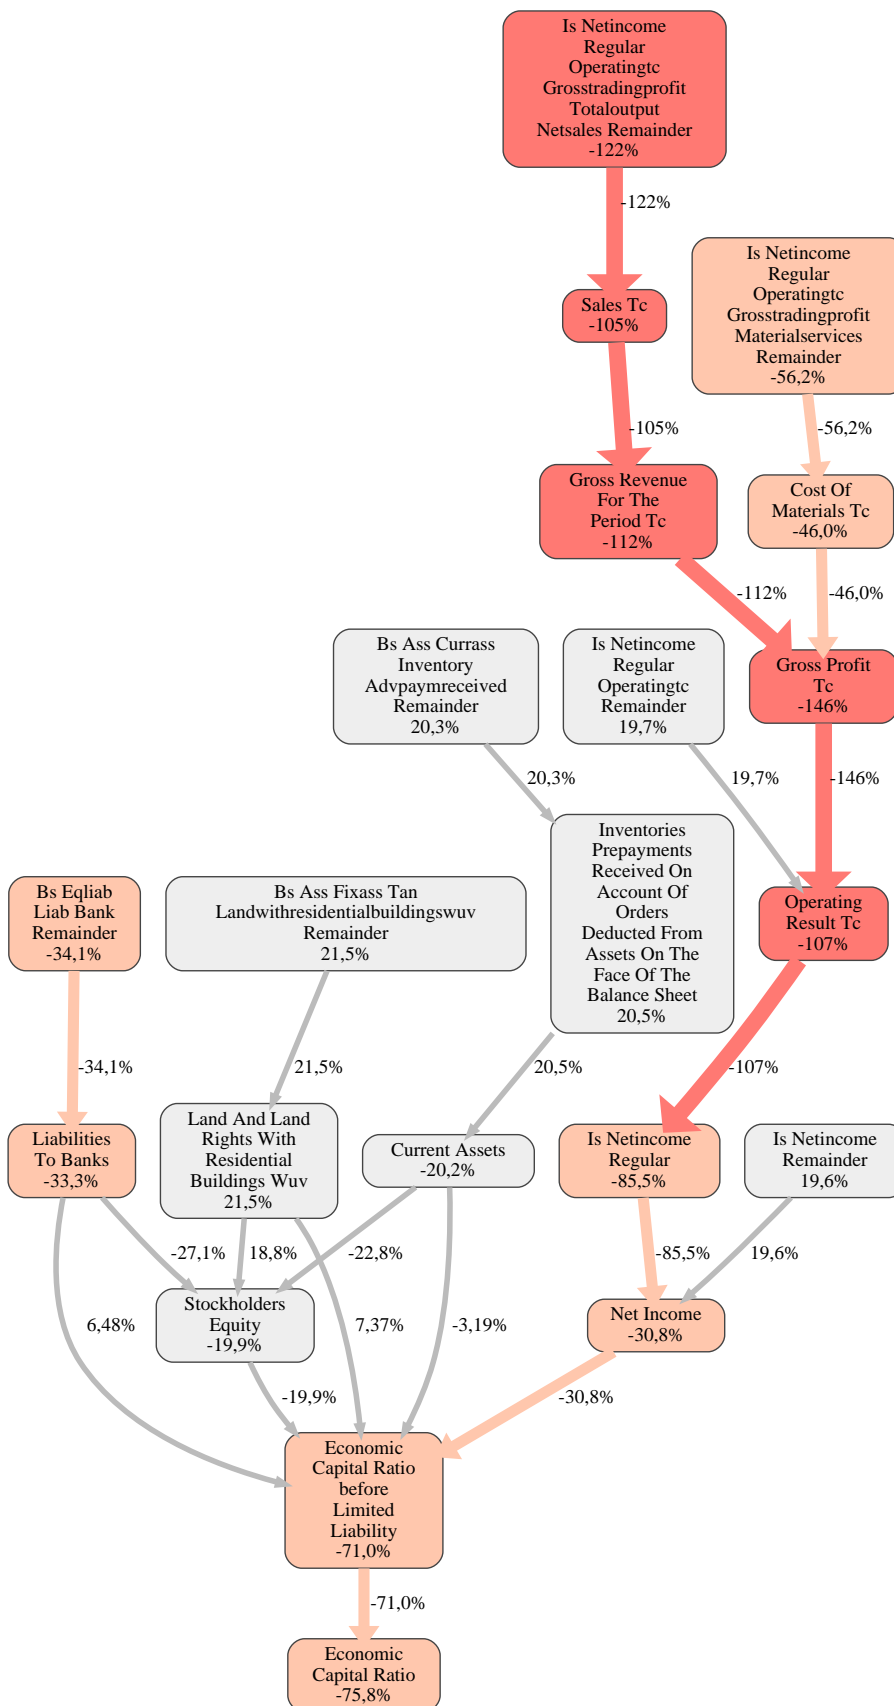 Is Netincome
Regular
Operatingtc
Grosstradingprofit
Totaloutput
Netsales Remainder
-122%
-122%
Is Netincome
Regular
Operatingtc
Grosstradingprofit
Materialservices
Remainder
-56,2%
Sales Tc
-105%
-105%
-56,2%
Gross Revenue
For The
Period Tc
-112%
Cost Of
Materials Tc
-46,0%
-112%
-46,0%
Bs Ass Currass
Inventory
Advpaymreceived
Remainder
20,3%
Is Netincome
Regular
Operatingtc
Remainder
19,7%
Gross Profit
Tc
-146%
20,3%
19,7%
-146%
Inventories
Prepayments
Received On
Account Of
Orders
Deducted From
Assets On The
Face Of The
Balance Sheet
20,5%
Bs Eqliab
Liab Bank
Remainder
-34,1%
Bs Ass Fixass Tan
Landwithresidentialbuildingswuv
Remainder
21,5%
Operating
Result Tc
-107%
-34,1%
21,5%
20,5%
-107%
Liabilities
To Banks
-33,3%
Land And Land
Rights With
Residential
Buildings Wuv
21,5%
Current Assets
-20,2%
Is Netincome
Regular
-85,5%
Is Netincome
Remainder
19,6%
-27,1%
18,8%
-22,8%
-85,5%
19,6%
Stockholders
Equity
-19,9%
Net Income
-30,8%
6,48%
7,37%
-3,19%
-19,9%
-30,8%
Economic
Capital Ratio
before
Limited
Liability
-71,0%
-71,0%
Economic
Capital Ratio
-75,8%